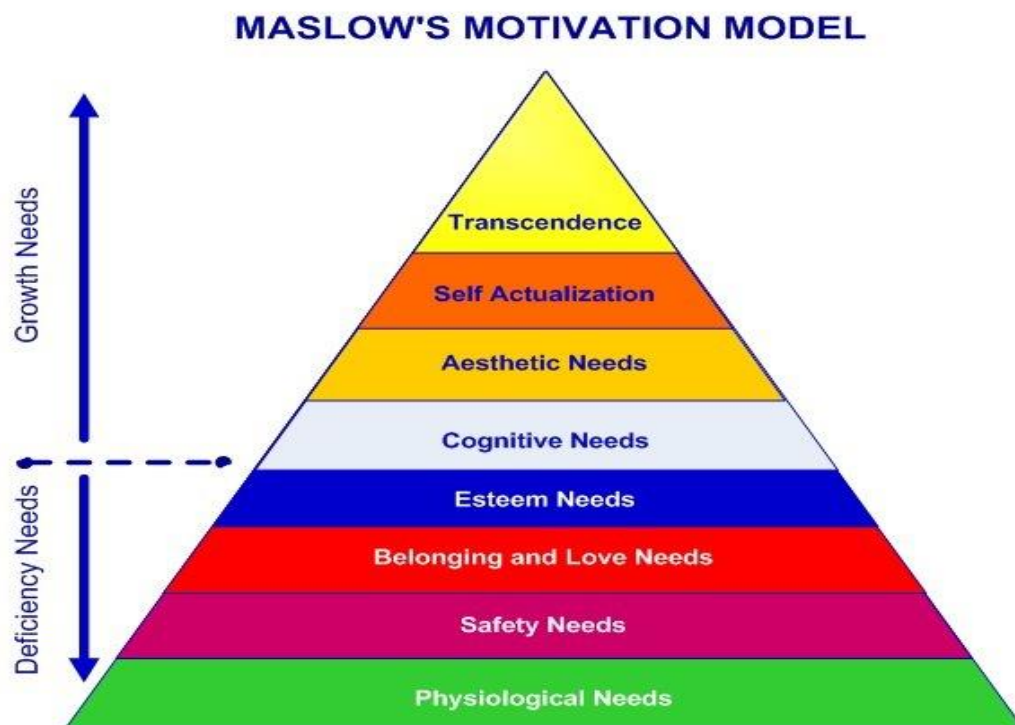 MASLOW'S MOTIVATION MODEL
Growth Needs
Deficiency Needs
Transcendence
Self Actualization
Aesthetic Needs
Cognitive Needs
Esteem Needs
Belonging and Love Needs
Safety Needs
Physiological Needs